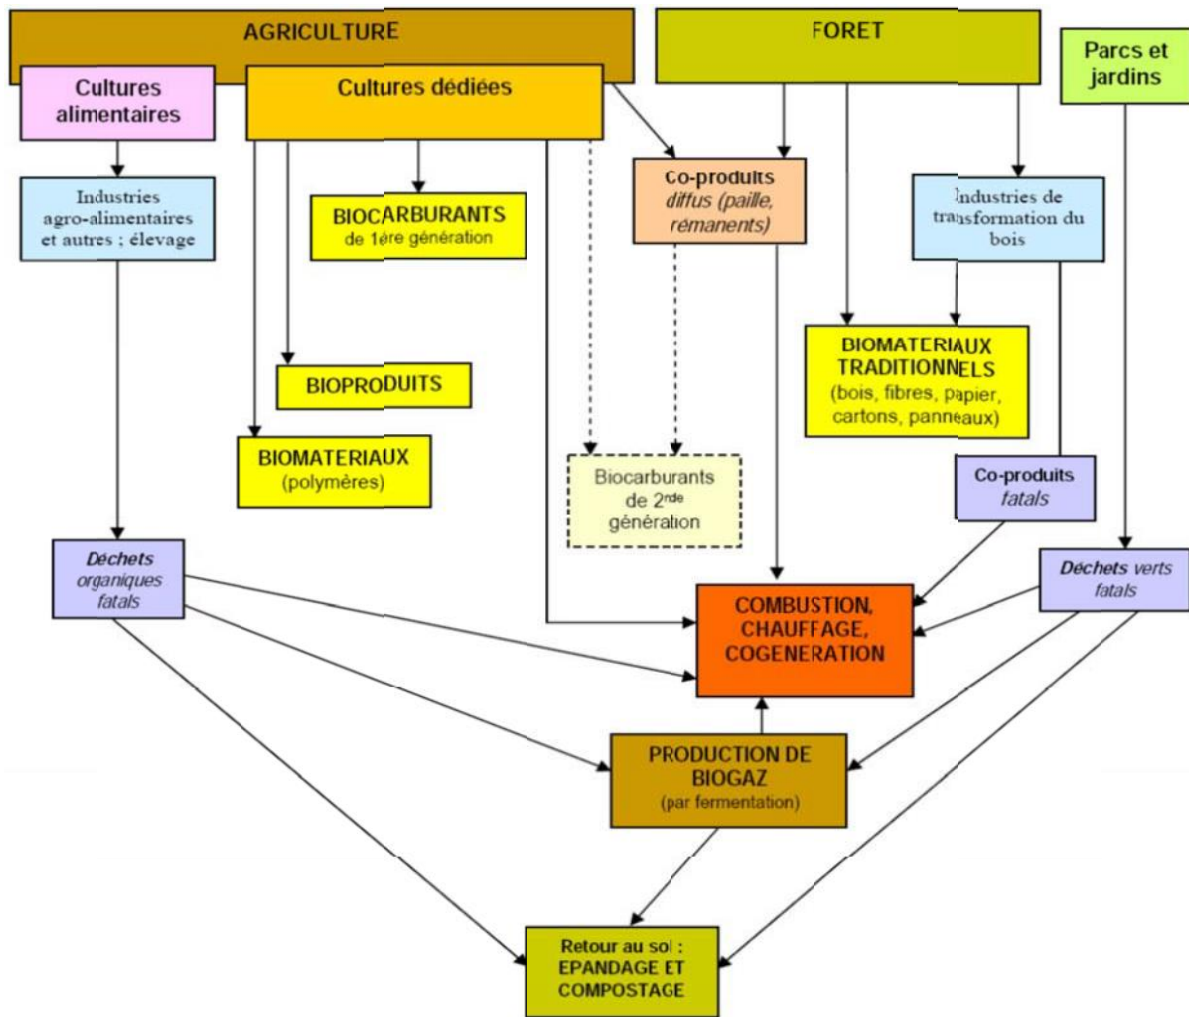 AGRICULTURE
FORET
Parcs et
jardins
Cultures
alimentaires
Cultures dédiées
Industries
agro-alimentaires
et autres ; élevage
BIOCARBURANTS
de 1ére génération
Co-produits
diffus (paille,
rémanents)
Industries de
transformation du
bois
BIOPRODUITS
BIOMATERIAUX
TRADITIONNELS
(bois, fibres, papier,
cartons, panneaux)
BIOMATERIAUX
(polymères)
Biocarburants
de 2nde
génération
Co-produits
fatals
Déchets
organiques
fatals
Déchets verts
fatals
COMBUSTION,
CHAUFFAGE,
COGENERATION
PRODUCTION DE
BIOGAZ
(par fermentation)
Retour au sol :
EPANDAGE ET
COMPOSTAGE